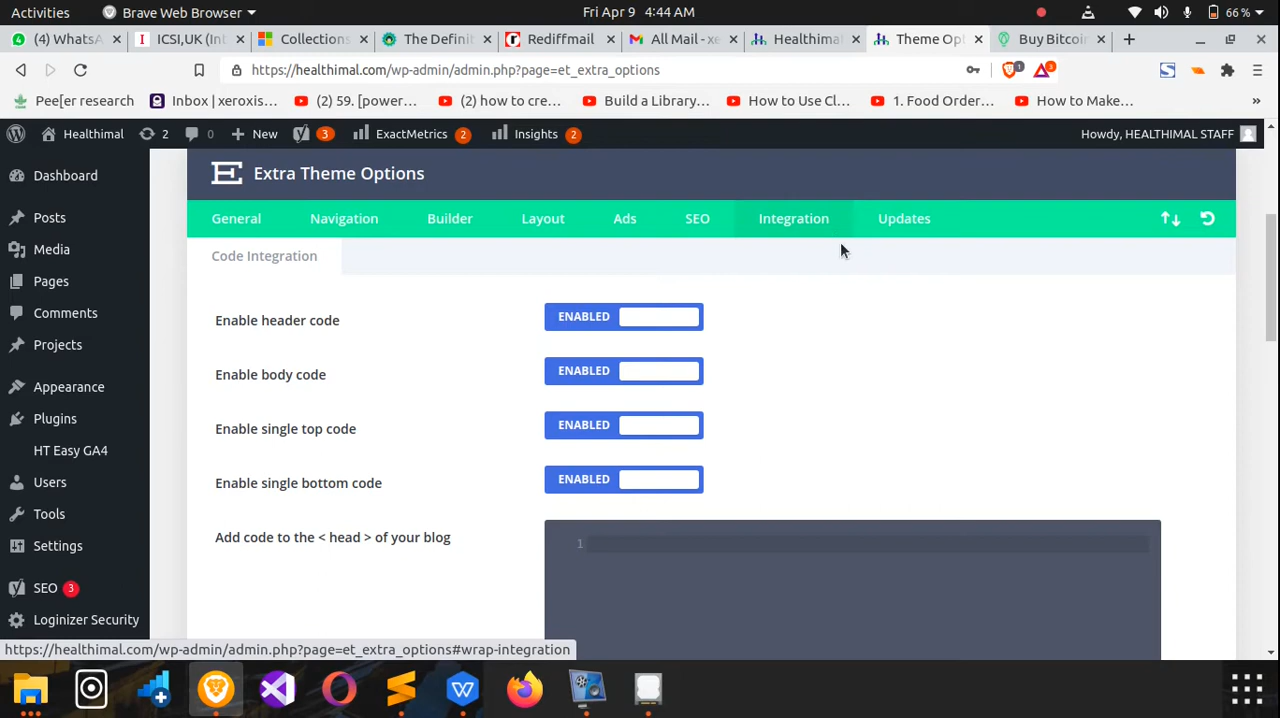 Activities
Brave Web Browser
Fri Apr 9 4:44 AM
66 %
(4) WhatsA
ICSI,UK (Int
Collections
The Defini
Rediffmail
All Mail - xe
Healthimal
Theme Opt
Buy Bitcoin
https://healthimal.com/wp-admin/admin.php?page=et_extra_options
1
3
Pee[er research
Inbox | xeroxis…
(2) 59. [power…
(2) how to cre…
Build a Library…
How to Use Cl…
1. Food Order…
How to Make…
»
Healthimal
2
0
New
3
ExactMetrics 2
Insights 2
Howdy, HEALTHIMAL STAFF
Dashboard
Posts
Media
Pages
Comments
Projects
Appearance
Plugins
HT Easy GA4
Users
Tools
Settings
SEO 3
Loginizer Security
Extra Theme Options
General
Navigation
Builder
Layout
Ads
SEO
Integration
Updates
Code Integration
Enable header code
ENABLED
Enable body code
ENABLED
Enable single top code
ENABLED
Enable single bottom code
ENABLED
Add code to the < head > of your blog
1
https://healthimal.com/wp-admin/admin.php?page=et_extra_options#wrap-integration